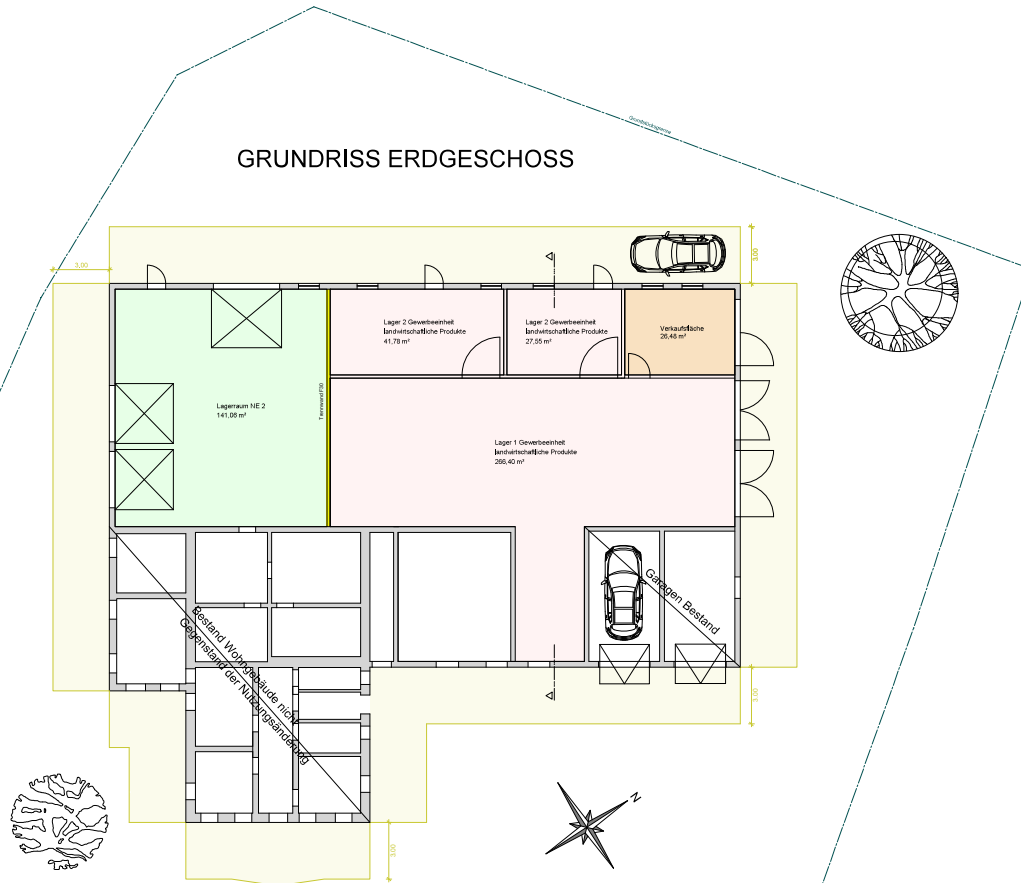 Grundstücksgrenze
GRUNDRISS ERDGESCHOSS
3,00
3,00
Lager 2 Gewerbeeinheit
landwirtschaftliche Produkte
41,78 m²
Lager 2 Gewerbeeinheit
landwirtschaftliche Produkte
27,55 m²
Verkaufsfläche
26,48 m²
Lagerraum NE 2
141,06 m²
Trennwand F90
Lager 1 Gewerbeeinheit
landwirtschaftliche Produkte
266,40 m²
Garagen Bestand
Bestand Wohngebäude nicht
Gegenstand der Nutzungsänderung
3,00
N
3,00